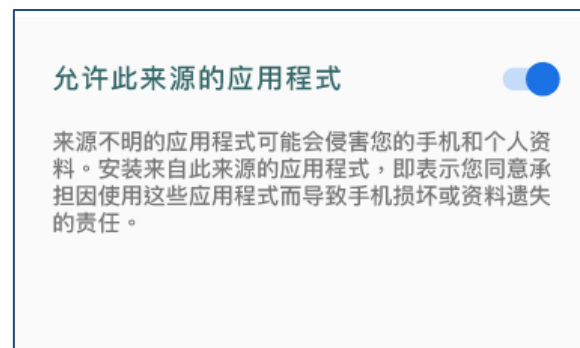 允许此来源的应用程式
来源不明的应用程式可能会侵害您的手机和个人资
料。安装来自此来源的应用程式，即表示您同意承
担因使用這些应用程式而导致手机损坏或资料遗失
的责任。